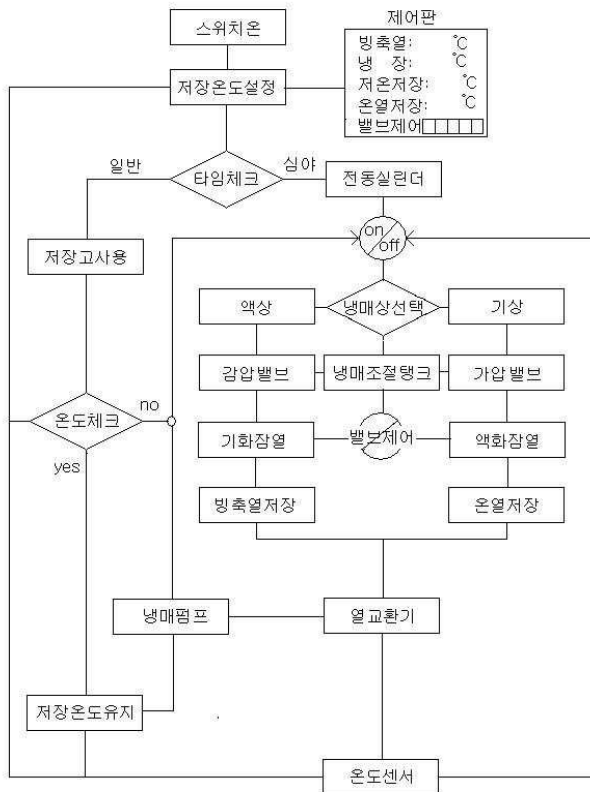 스위치온
제어판
빙축열: ℃
냉 장: ℃
저온저장: ℃
온열저장: ℃
밸브제어
저장온도설정
일반
타임체크
심야
전동실린더
저장고사용
on
off
액상
냉매상선택
기상
감압밸브
냉매조절탱크
가압밸브
온도체크
no
yes
기화잠열
밸보제어
액화잠열
빙축열저장
온열저장
냉매펌프
열교환기
저장온도유지
온도센서